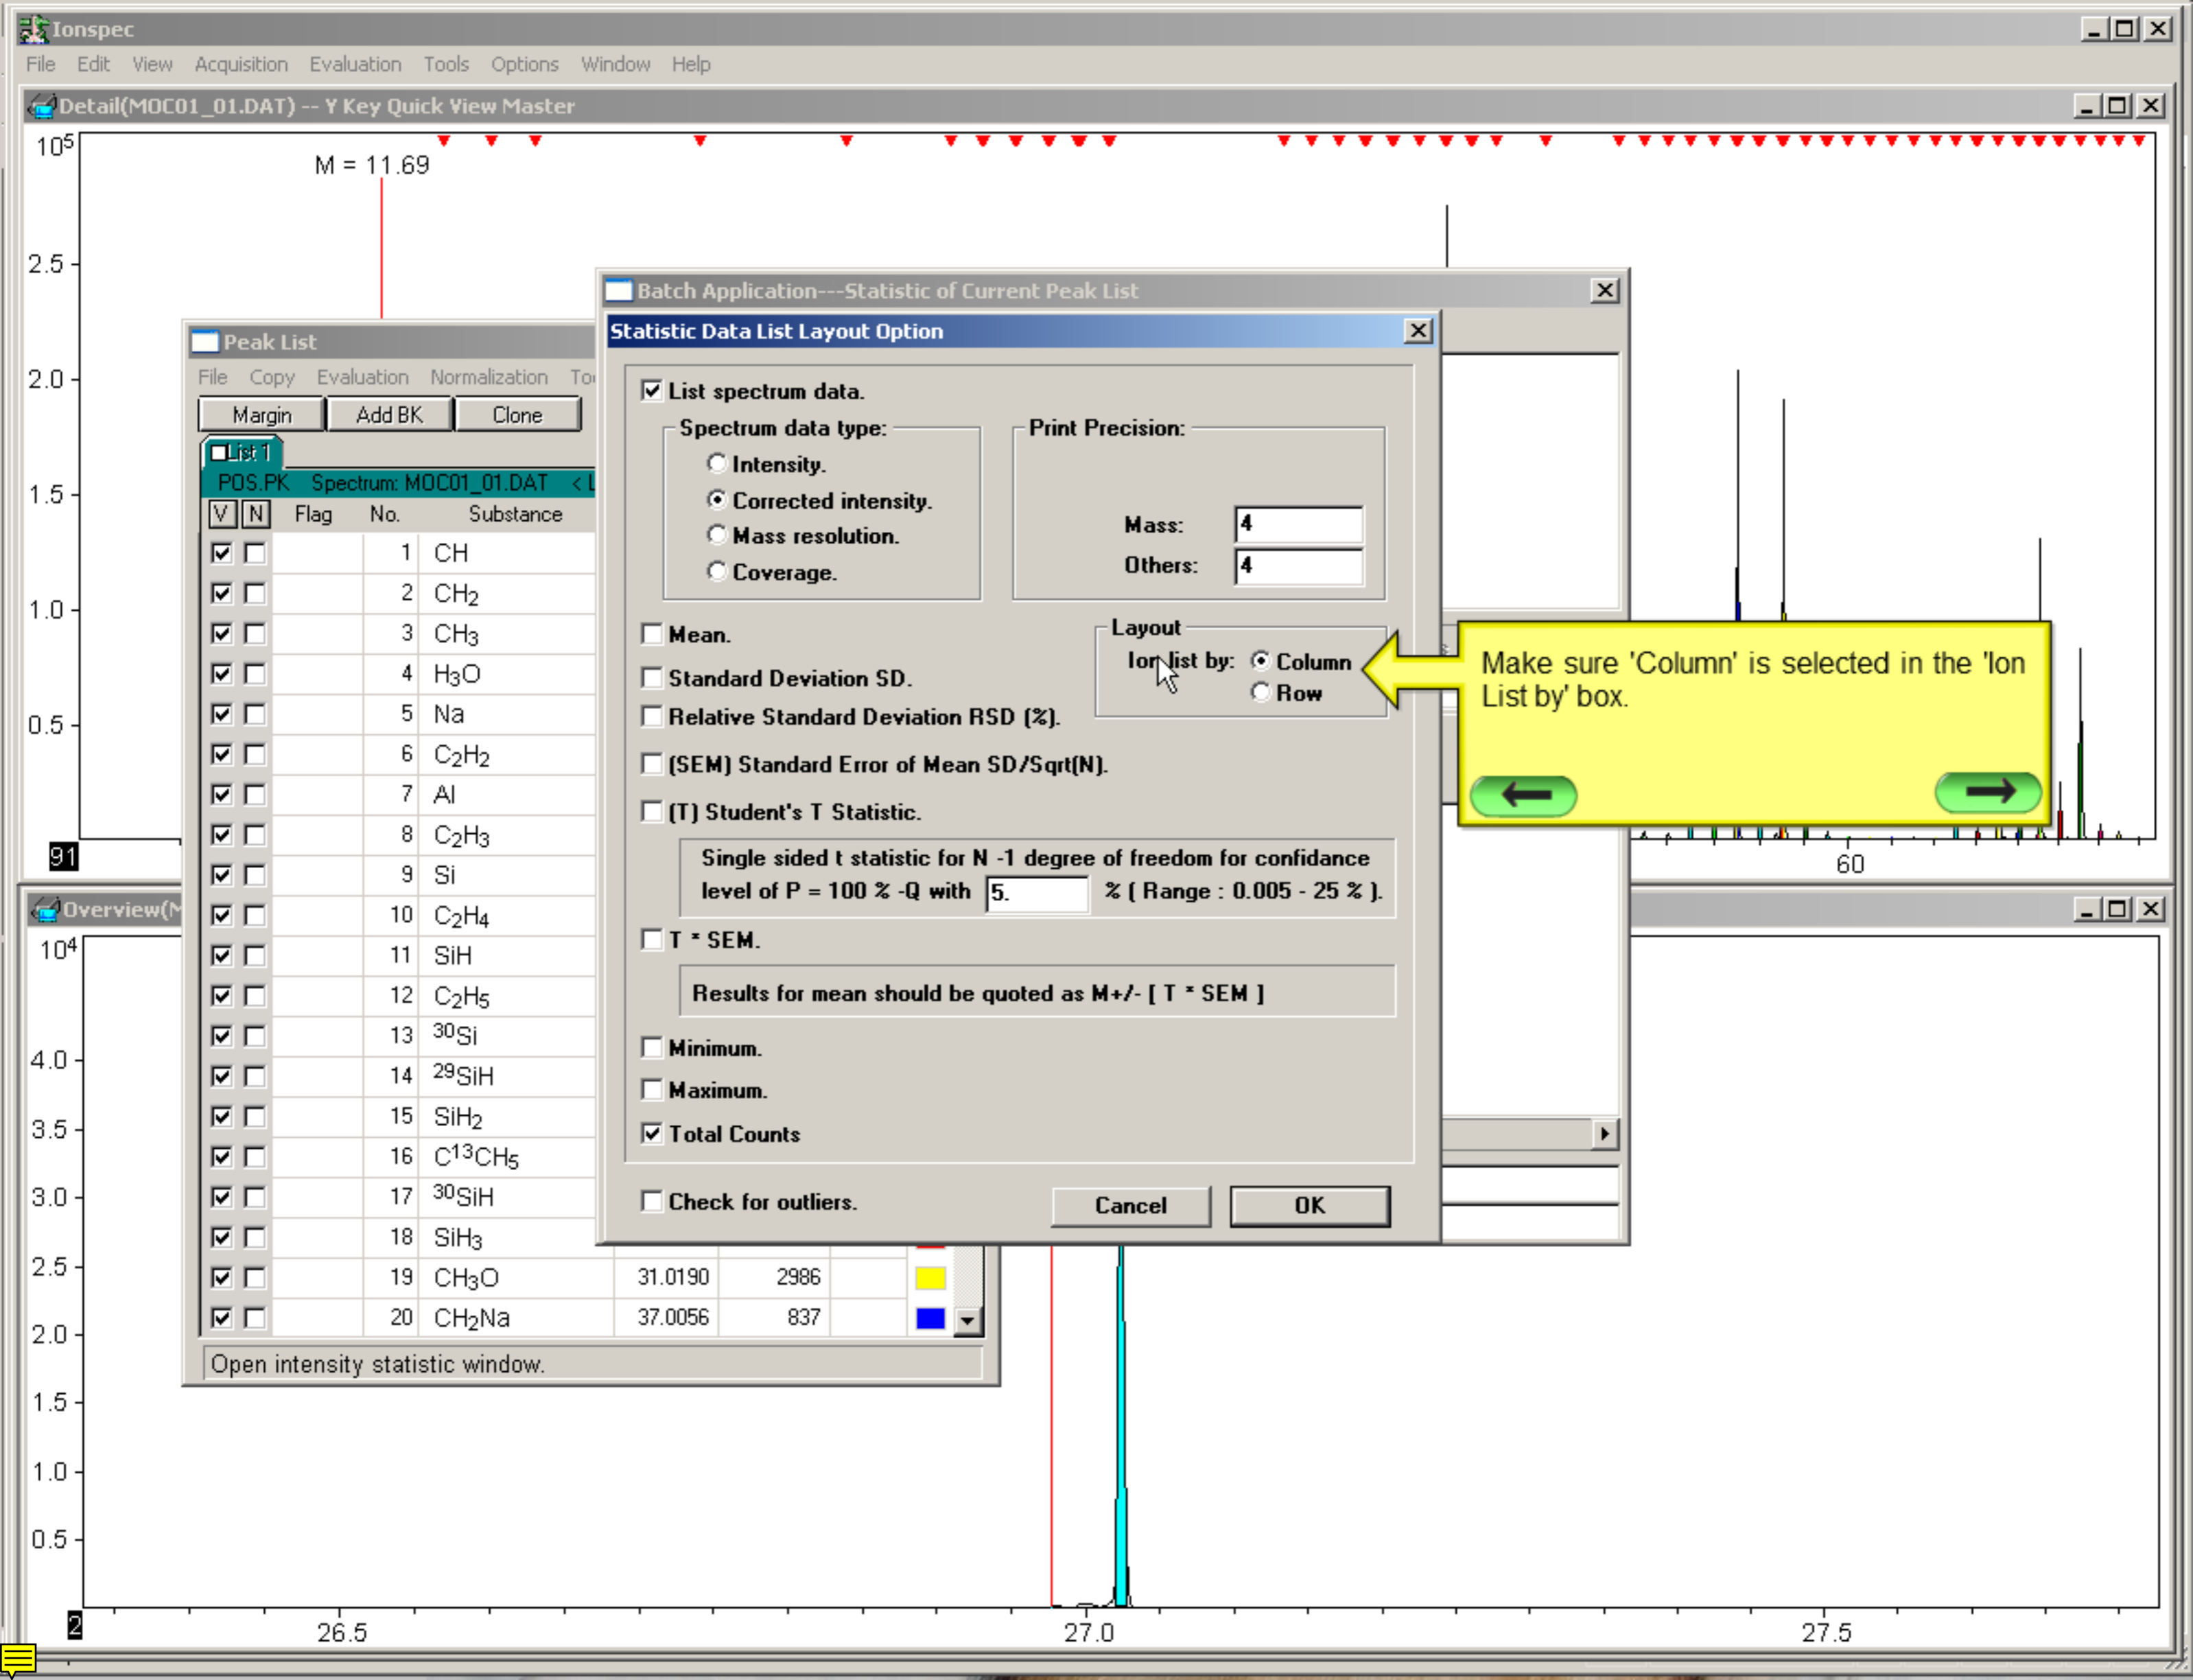 Ionspec
File Edit View Acquisition Evaluation Tools Options Window Help
Detail(MOC01_01.DAT) -- Y Key Quick View Master
10⁵
M = 11.69
2.5
2.0
1.5
1.0
0.5
91
60
Peak List
File Copy Evaluation Normalization
Margin Add BK Clone
List 1
POS.PK Spectrum: MOC01_01.DAT <
V N Flag No. Substance
1 CH
2 CH₂
3 CH₃
4 H₃O
5 Na
6 C₂H₂
7 Al
8 C₂H₃
9 Si
10 C₂H₄
11 SiH
12 C₂H₅
13 ³⁰Si
14 ²⁹SiH
15 SiH₂
16 C¹³CH₅
17 ³⁰SiH
18 SiH₃
19 CH₃O 31.0190 2986
20 CH₂Na 37.0056 837
Open intensity statistic window.
Batch Application---Statistic of Current Peak List
Statistic Data List Layout Option
List spectrum data.
Spectrum data type:
Intensity.
Corrected intensity.
Mass resolution.
Coverage.
Print Precision:
Mass: 4
Others: 4
Mean.
Standard Deviation SD.
Relative Standard Deviation RSD (%).
Layout
Ion list by: Column
Row
(SEM) Standard Error of Mean SD/Sqrt(N).
(T) Student's T Statistic.
Single sided t statistic for N -1 degree of freedom for confidance
level of P = 100 % -Q with 5. % ( Range : 0.005 - 25 % ).
T * SEM.
Results for mean should be quoted as M+/- [ T * SEM ]
Minimum.
Maximum.
Total Counts
Check for outliers.
Cancel OK
Make sure 'Column' is selected in the 'Ion
List by' box.
Overview(M
10⁴
4.0
3.5
3.0
2.5
2.0
1.5
1.0
0.5
2
26.5 27.0 27.5